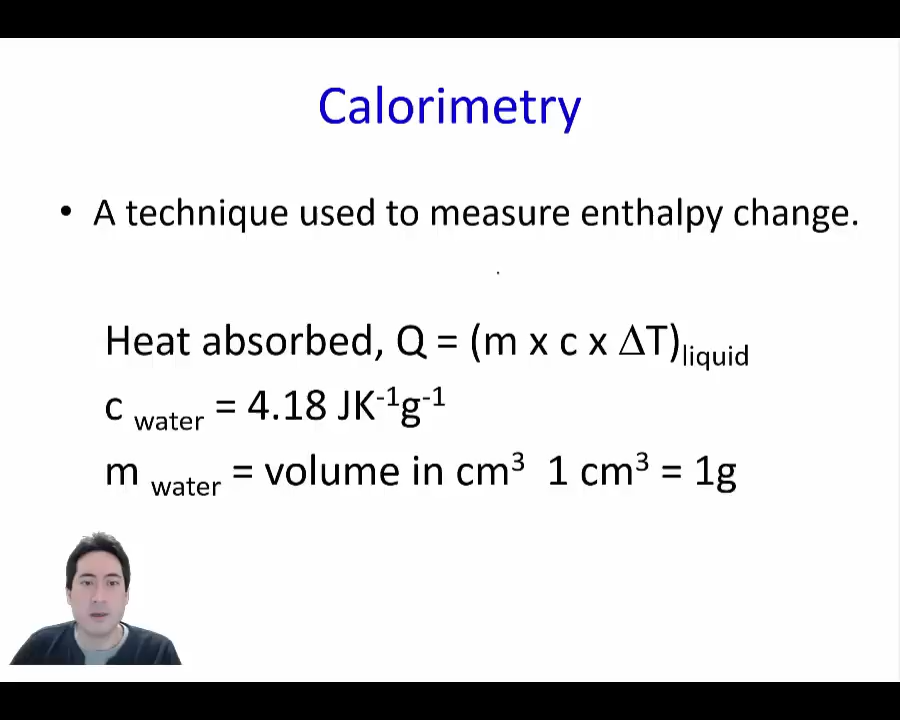 Calorimetry
• A technique used to measure enthalpy change.
Heat absorbed, Q = (m x c x ΔT)liquid
c water = 4.18 JK⁻¹g⁻¹
m water = volume in cm³ 1 cm³ = 1g